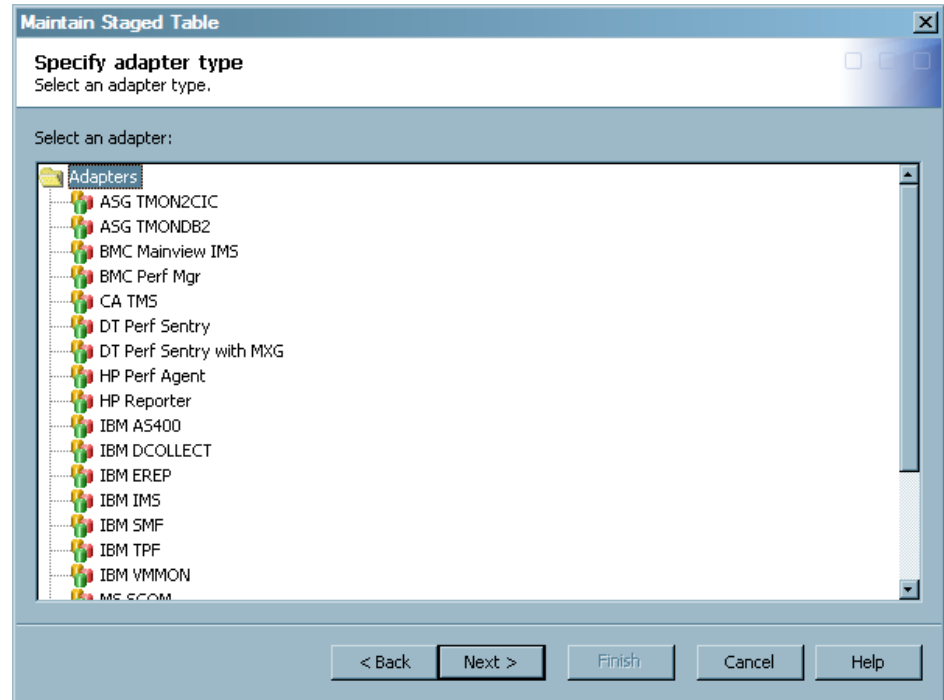 Maintain Staged Table
Specify adapter type
Select an adapter type.
Select an adapter:
Adapters
ASG TMON2CIC
ASG TMONDB2
BMC Mainview IMS
BMC Perf Mgr
CA TMS
DT Perf Sentry
DT Perf Sentry with MXG
HP Perf Agent
HP Reporter
IBM AS400
IBM DCOLLECT
IBM EREP
IBM IMS
IBM SMF
IBM TPF
IBM VMMON
MS SCOM
< Back Next > Finish Cancel Help